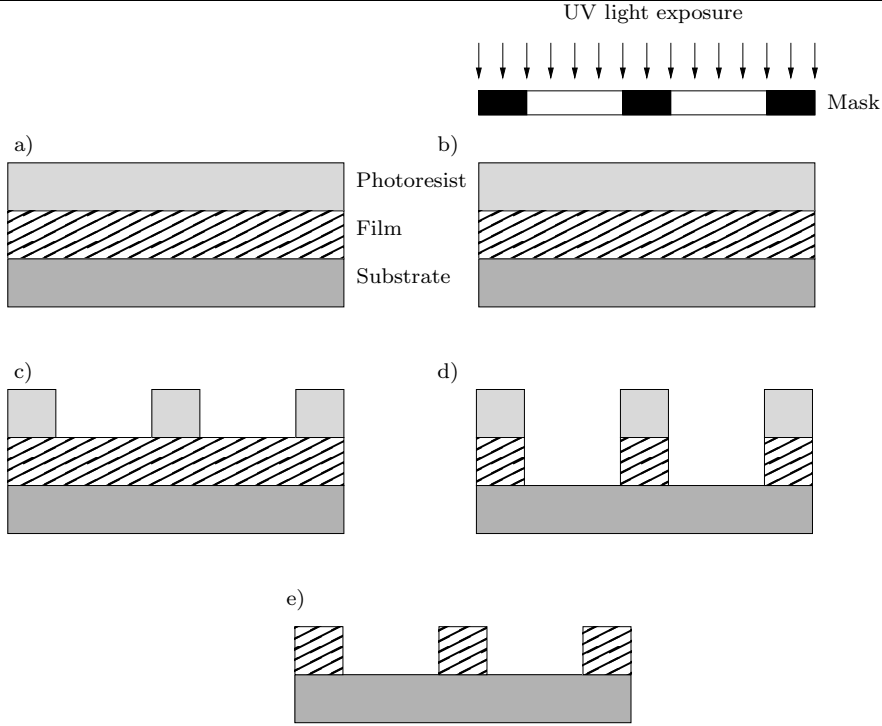 UV light exposure
Mask
a)
b)
Photoresist
Film
Substrate
c)
d)
e)